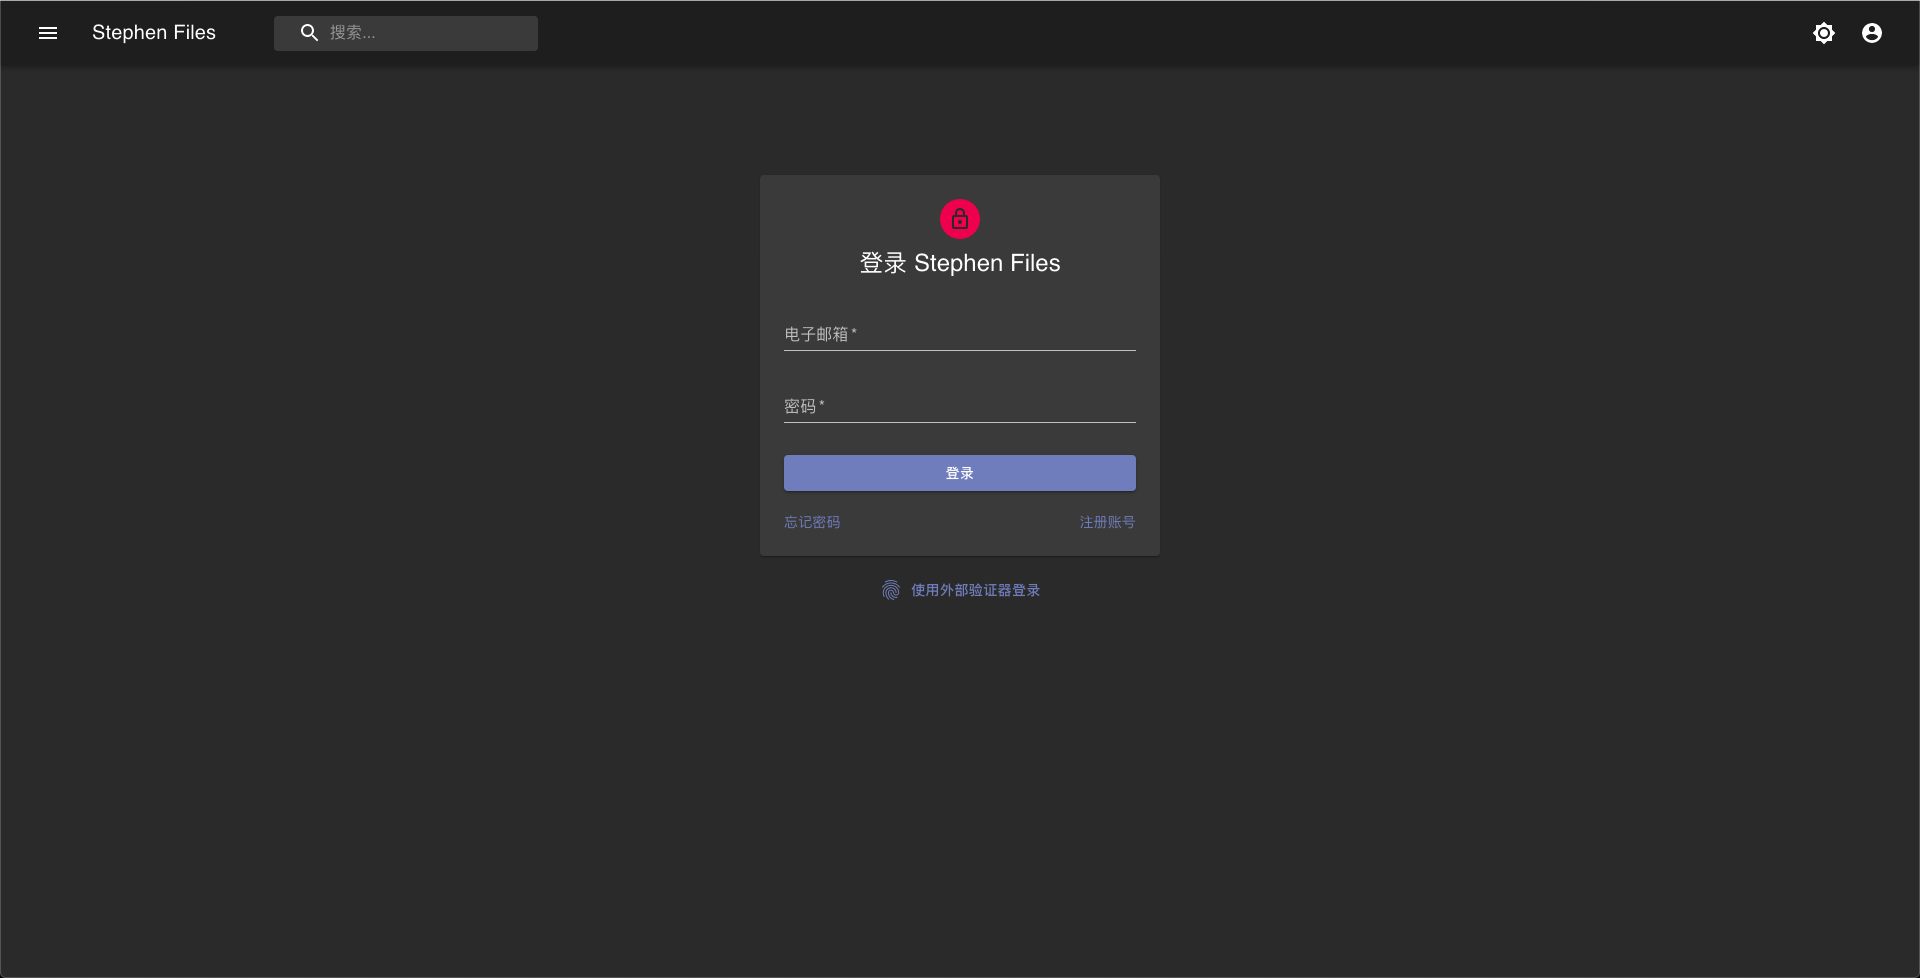 Stephen Files
搜索...
登录 Stephen Files
电子邮箱 *
密码 *
登录
忘记密码
注册账号
使用外部验证器登录